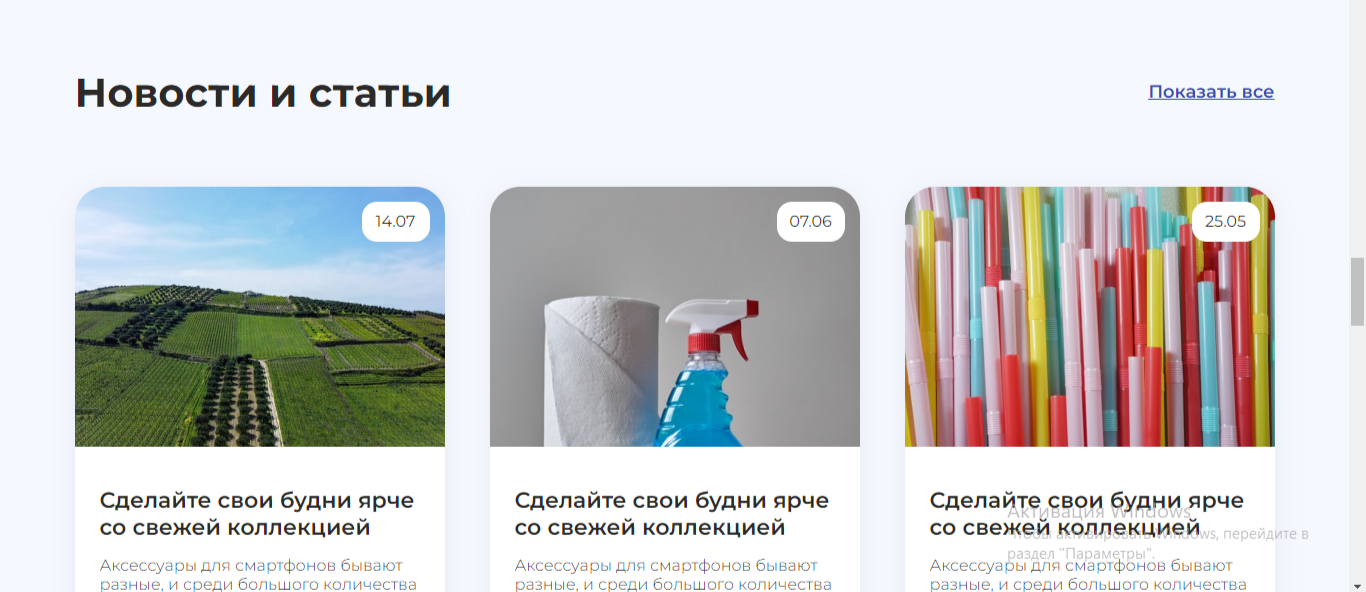 Новости и статьи
Показать все
14.07
07.06
25.05
Сделайте свои будни ярче
со свежей коллекцией
Аксессуары для смартфонов бывают
разные, и среди большого количества
Сделайте свои будни ярче
со свежей коллекцией
Аксессуары для смартфонов бывают
разные, и среди большого количества
Сделайте свои будни ярче
со свежей коллекцией
Аксессуары для смартфонов бывают
разные, и среди большого количества
Активация Windows
Чтобы активировать Windows, перейдите в
раздел "Параметры".